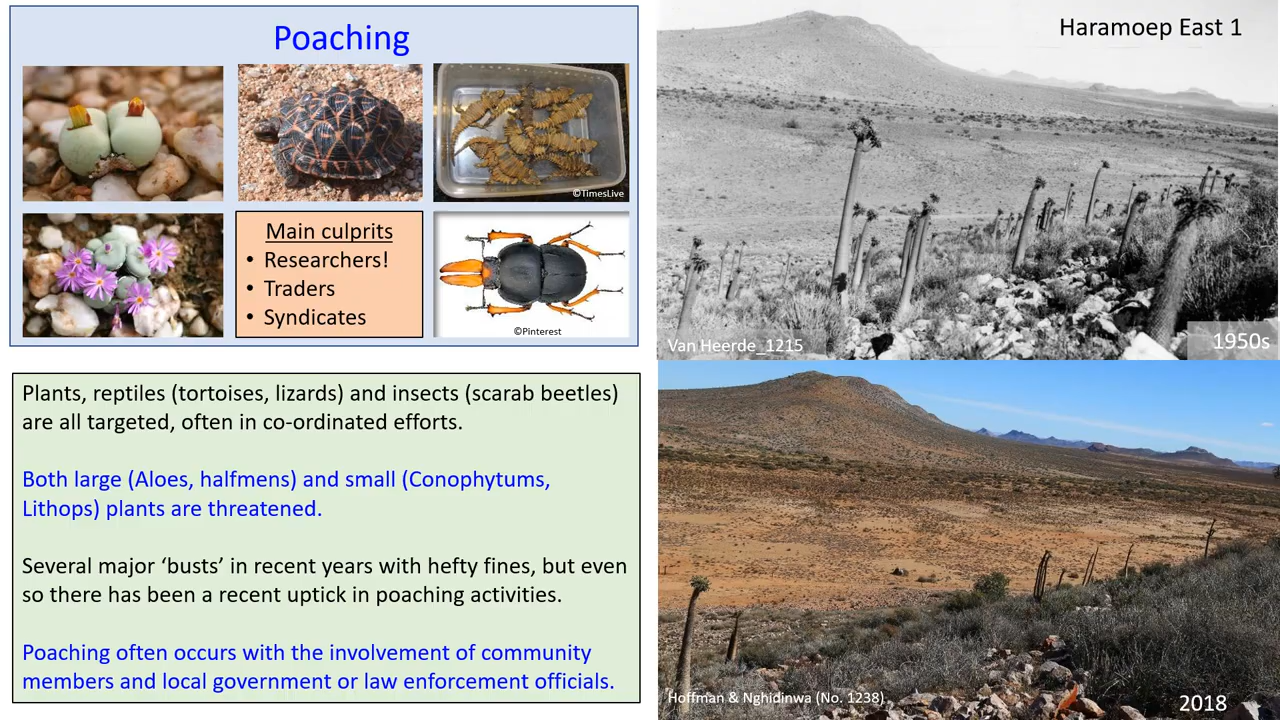 Poaching
©TimesLive
Main culprits
• Researchers!
• Traders
• Syndicates
©Pinterest
Plants, reptiles (tortoises, lizards) and insects (scarab beetles)
are all targeted, often in co-ordinated efforts.
Both large (Aloes, halfmens) and small (Conophytums,
Lithops) plants are threatened.
Several major ‘busts’ in recent years with hefty fines, but even
so there has been a recent uptick in poaching activities.
Poaching often occurs with the involvement of community
members and local government or law enforcement officials.
Haramoep East 1
Van Heerde_1215
1950s
Hoffman & Nghidinwa (No. 1238)
2018